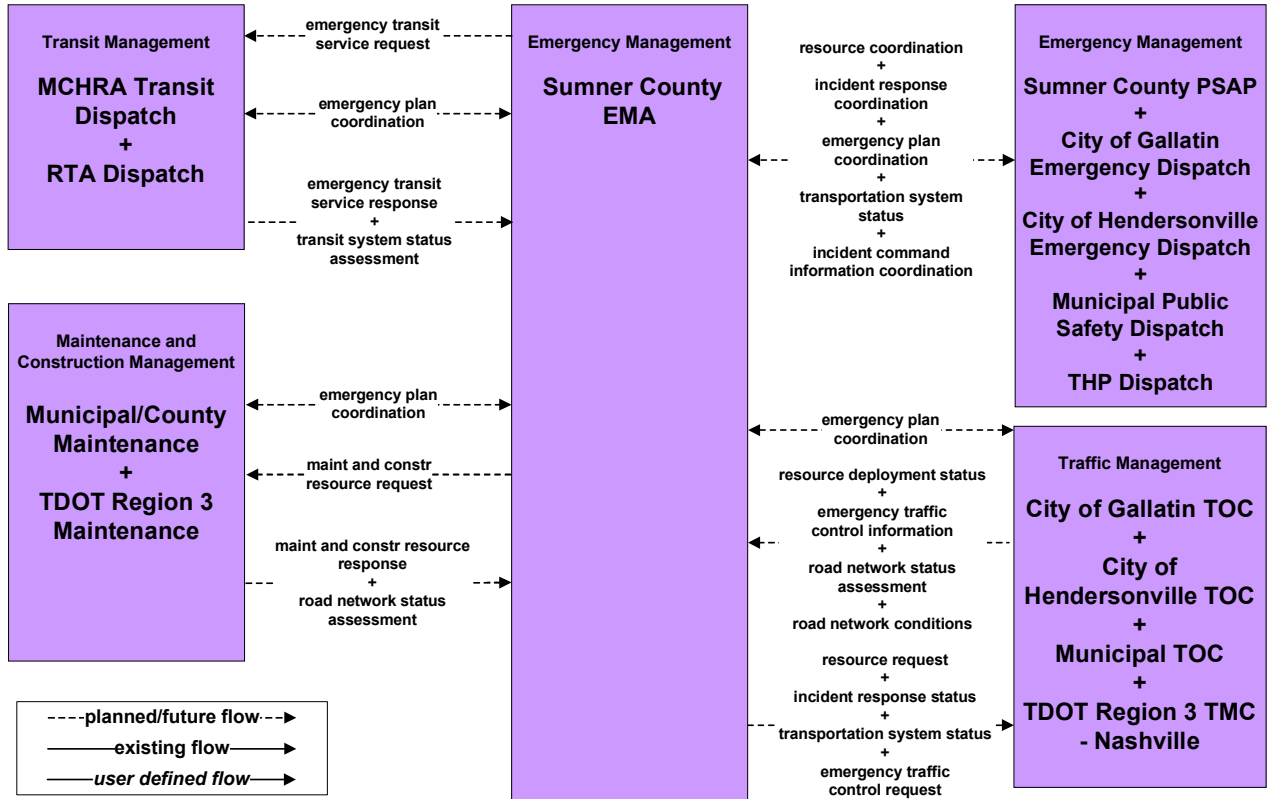 Transit Management
MCHRA Transit
Dispatch
+
RTA Dispatch
emergency transit
service request
emergency plan
coordination
emergency transit
service response
+
transit system status
assessment
Maintenance and
Construction Management
Municipal/County
Maintenance
+
TDOT Region 3
Maintenance
emergency plan
coordination
maint and constr
resource request
maint and constr resource
response
+
road network status
assessment
planned/future flow
existing flow
user defined flow
Emergency Management
Sumner County
EMA
resource coordination
+
incident response
coordination
+
emergency plan
coordination
+
transportation system
status
+
incident command
information coordination
Emergency Management
Sumner County PSAP
+
City of Gallatin
Emergency Dispatch
+
City of Hendersonville
Emergency Dispatch
+
Municipal Public
Safety Dispatch
+
THP Dispatch
emergency plan
coordination
resource deployment status
+
emergency traffic
control information
+
road network status
assessment
+
road network conditions
resource request
+
incident response status
+
transportation system status
+
emergency traffic
control request
Traffic Management
City of Gallatin TOC
+
City of
Hendersonville TOC
+
Municipal TOC
+
TDOT Region 3 TMC
- Nashville